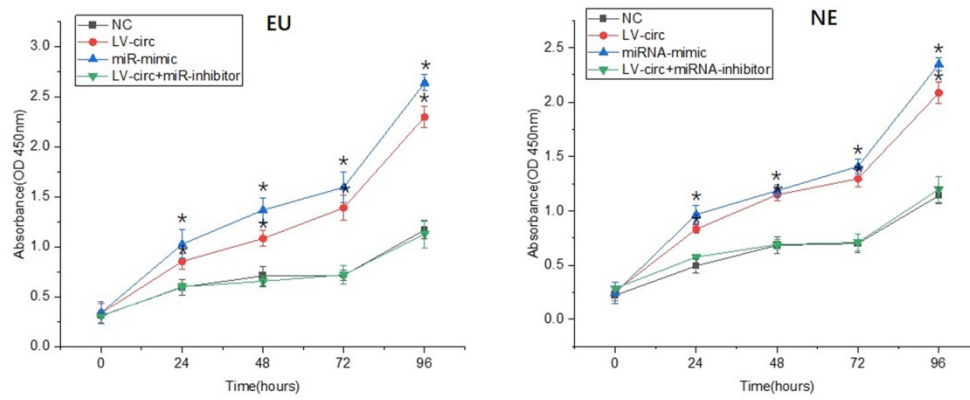 EU
NC
LV-circ
miR-mimic
LV-circ+miR-inhibitor
Absorbance(OD 450nm)
3.0
2.5
2.0
1.5
1.0
0.5
0.0
* * * * * * * *
0 24 48 72 96
Time(hours)
NE
NC
LV-circ
miRNA-mimic
LV-circ+miRNA-inhibitor
Absorbance(OD 450nm)
2.5
2.0
1.5
1.0
0.5
0.0
* * * * * * * *
0 24 48 72 96
Time(hours)